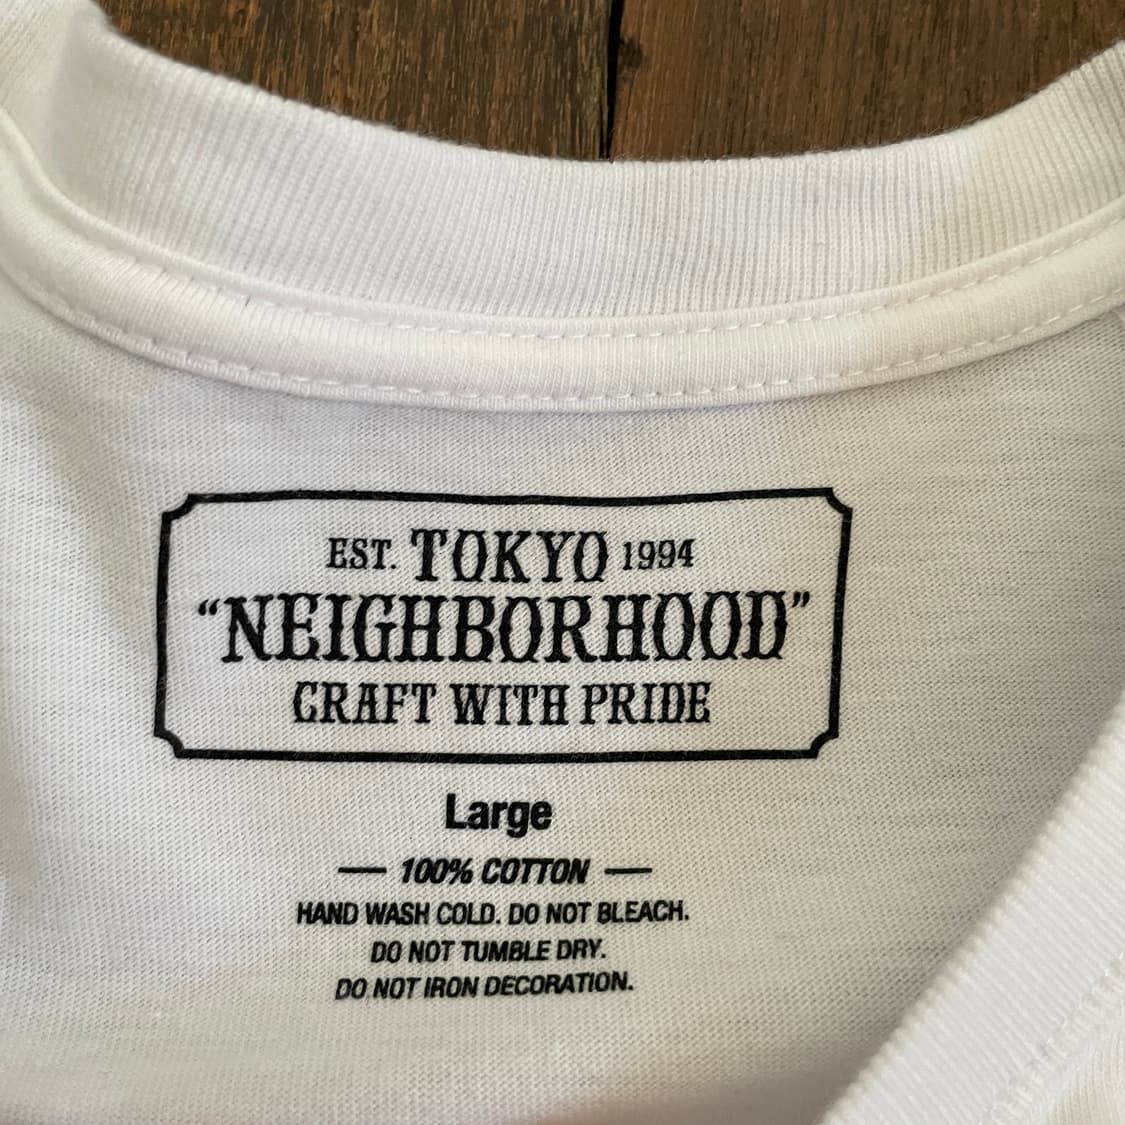 EST. TOKYO 1994
“NEIGHBORHOOD”
CRAFT WITH PRIDE
Large
— 100% COTTON —
HAND WASH COLD. DO NOT BLEACH.
DO NOT TUMBLE DRY.
DO NOT IRON DECORATION.